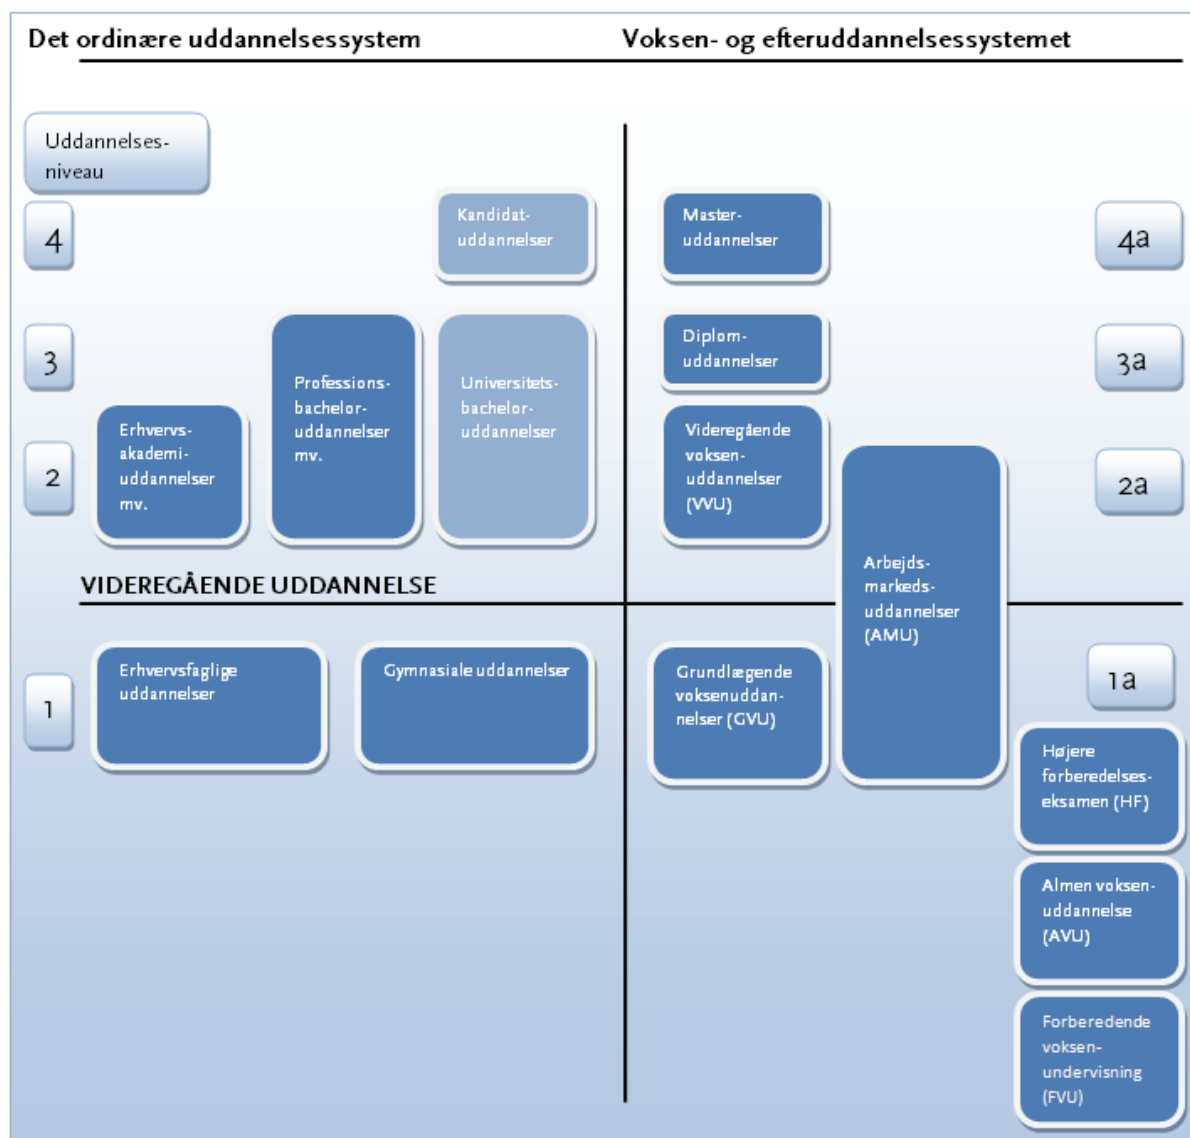 Det ordinære uddannelsessystem
Voksen- og efteruddannelsessystemet
Uddannelses-
niveau
4
Kandidat-
uddannelser
Master-
uddannelser
4a
3
Professions-
bachelor-
uddannelser
mv.
Universitets-
bachelor-
uddannelser
Diplom-
uddannelser
3a
2
Erhvervs-
akademi-
uddannelser
mv.
Videregående
voksen-
uddannelser
(VVU)
2a
Arbejds-
markeds-
uddannelser
(AMU)
VIDEREGÅENDE UDDANNELSE
1
Erhvervsfaglige
uddannelser
Gymnasiale uddannelser
Grundlægende
voksenuddan-
nelser (GVU)
1a
Højere
forberedelses-
eksamen (HF)
Almen voksen-
uddannelse
(AVU)
Forberedende
voksen-
undervisning
(FVU)